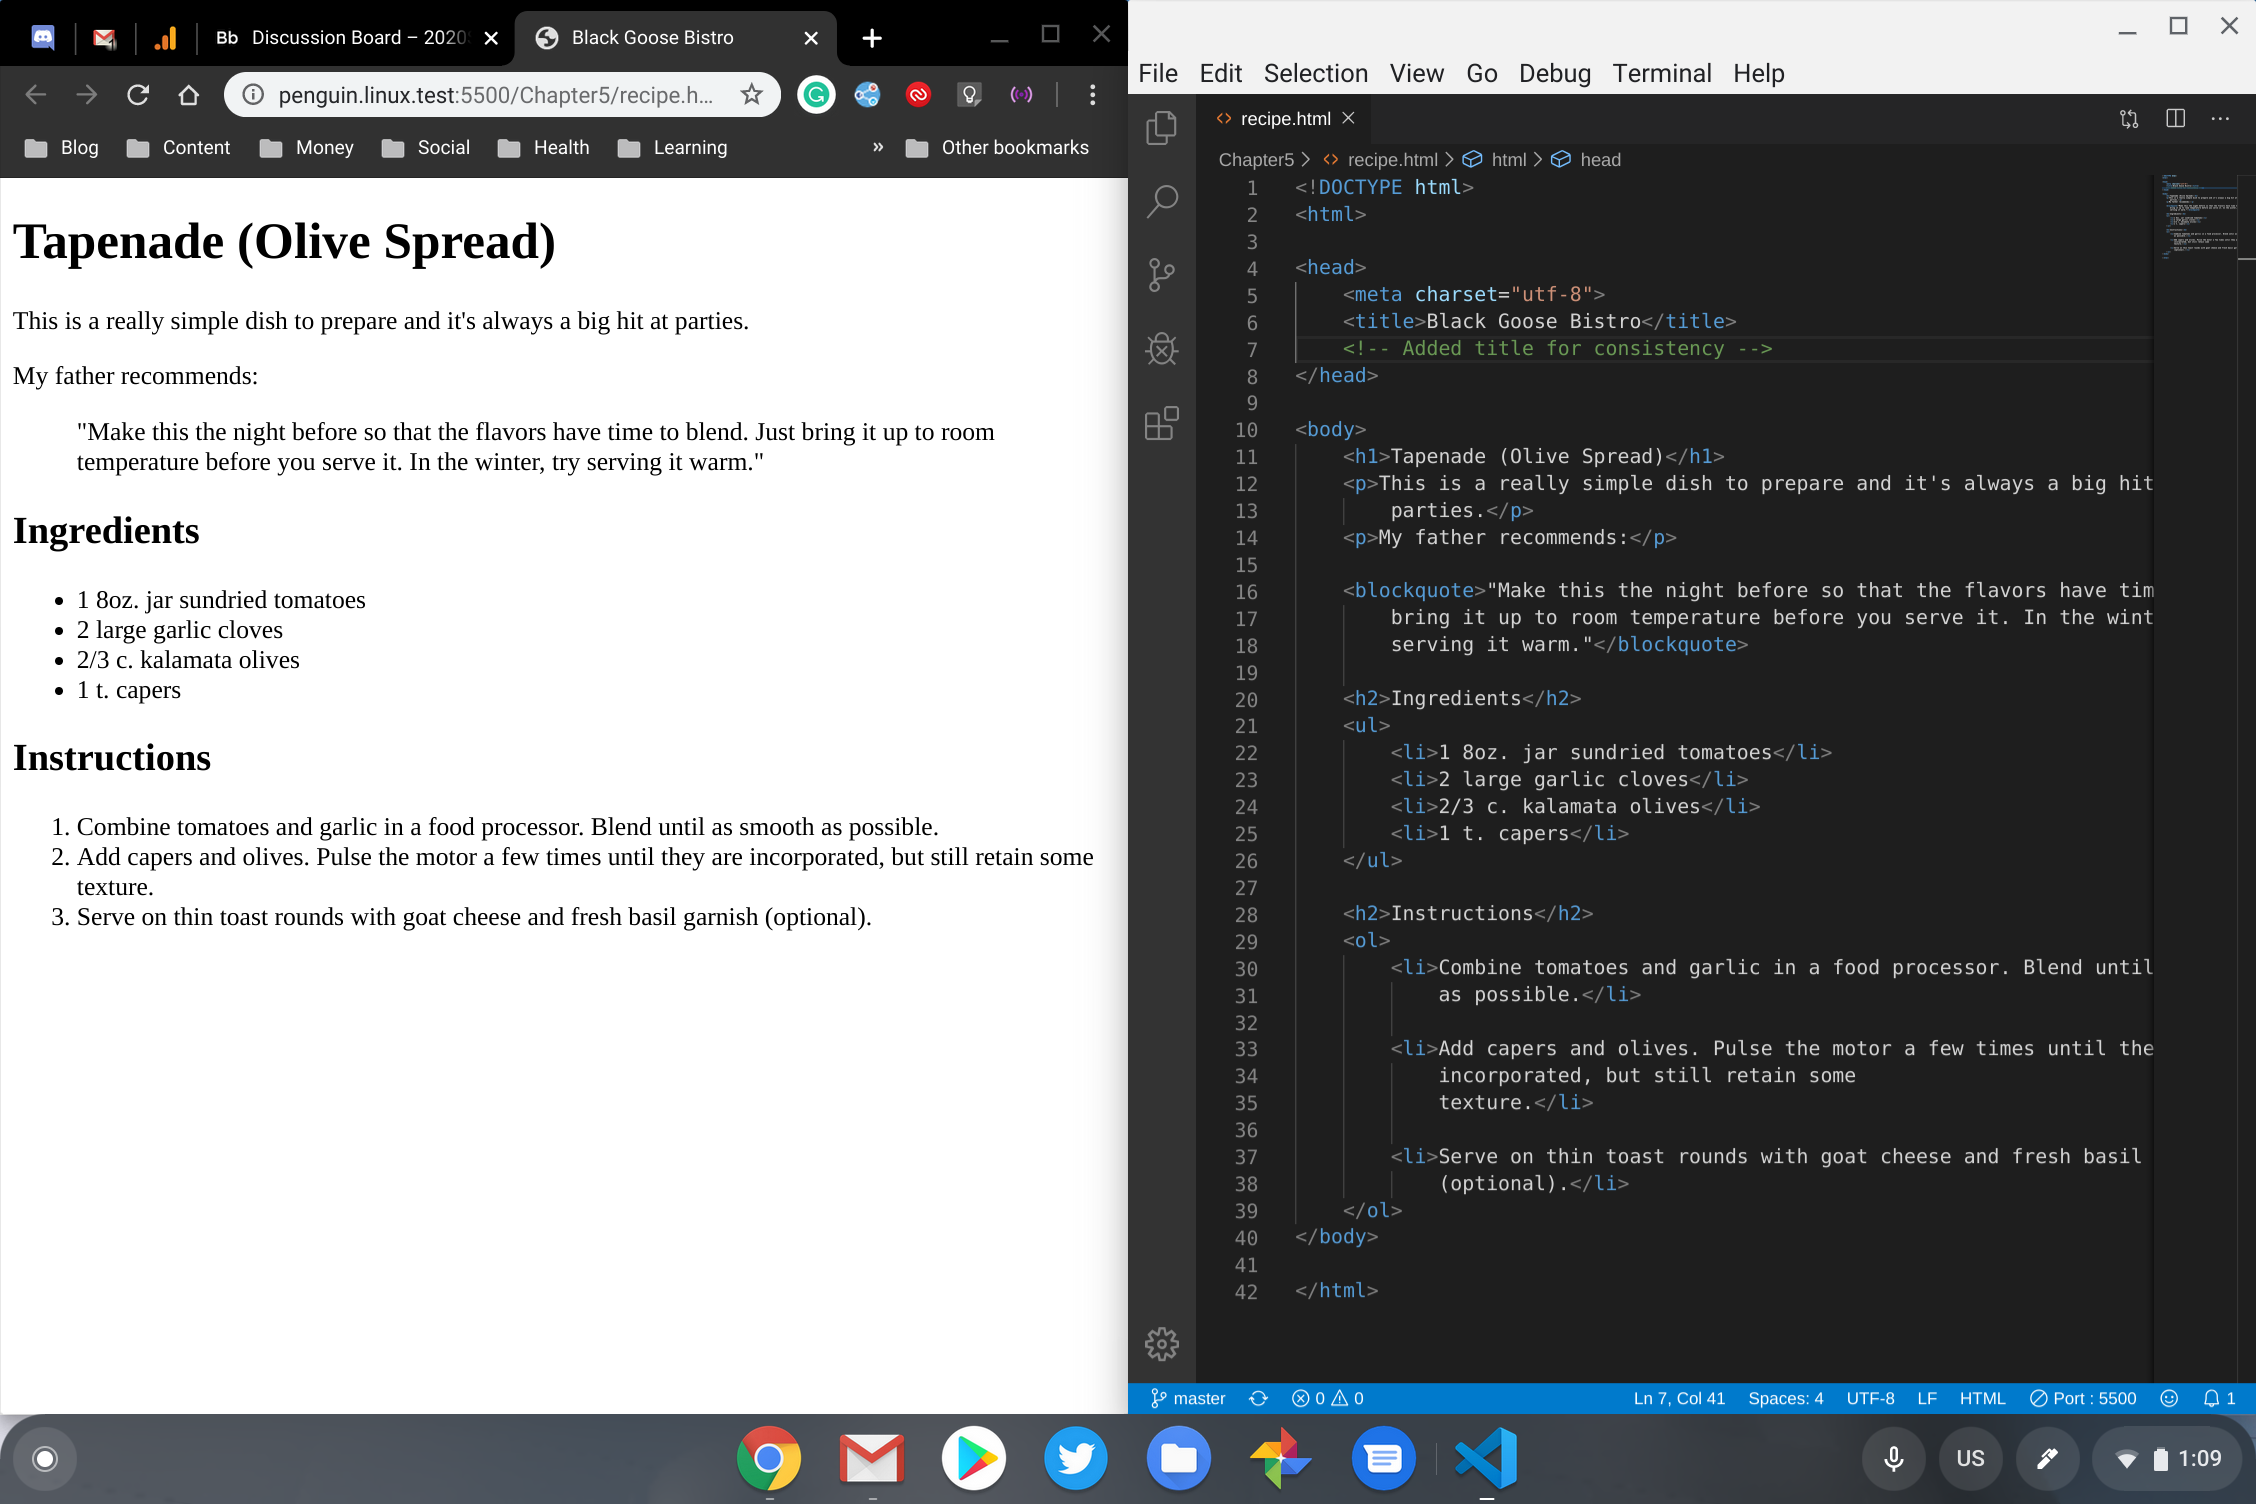 Bb Discussion Board – 2020
Black Goose Bistro
penguin.linux.test:5500/Chapter5/recipe.h...
Blog Content Money Social Health Learning » Other bookmarks
Tapenade (Olive Spread)
This is a really simple dish to prepare and it's always a big hit at parties.
My father recommends:
"Make this the night before so that the flavors have time to blend. Just bring it up to room
temperature before you serve it. In the winter, try serving it warm."
Ingredients
• 1 8oz. jar sundried tomatoes
• 2 large garlic cloves
• 2/3 c. kalamata olives
• 1 t. capers
Instructions
1. Combine tomatoes and garlic in a food processor. Blend until as smooth as possible.
2. Add capers and olives. Pulse the motor a few times until they are incorporated, but still retain some
texture.
3. Serve on thin toast rounds with goat cheese and fresh basil garnish (optional).
File Edit Selection View Go Debug Terminal Help
<> recipe.html
Chapter5 > <> recipe.html > html > head
1 <!DOCTYPE html>
2 <html>
3
4 <head>
5 <meta charset="utf-8">
6 <title>Black Goose Bistro</title>
7 <!-- Added title for consistency -->
8 </head>
9
10 <body>
11 <h1>Tapenade (Olive Spread)</h1>
12 <p>This is a really simple dish to prepare and it's always a big hit
13 parties.</p>
14 <p>My father recommends:</p>
15
16 <blockquote>"Make this the night before so that the flavors have tim
17 bring it up to room temperature before you serve it. In the wint
18 serving it warm."</blockquote>
19
20 <h2>Ingredients</h2>
21 <ul>
22 <li>1 8oz. jar sundried tomatoes</li>
23 <li>2 large garlic cloves</li>
24 <li>2/3 c. kalamata olives</li>
25 <li>1 t. capers</li>
26 </ul>
27
28 <h2>Instructions</h2>
29 <ol>
30 <li>Combine tomatoes and garlic in a food processor. Blend until
31 as possible.</li>
32
33 <li>Add capers and olives. Pulse the motor a few times until the
34 incorporated, but still retain some
35 texture.</li>
36
37 <li>Serve on thin toast rounds with goat cheese and fresh basil
38 (optional).</li>
39 </ol>
40 </body>
41
42 </html>
master 0 0 Ln 7, Col 41 Spaces: 4 UTF-8 LF HTML Port : 5500 1
US 1:09